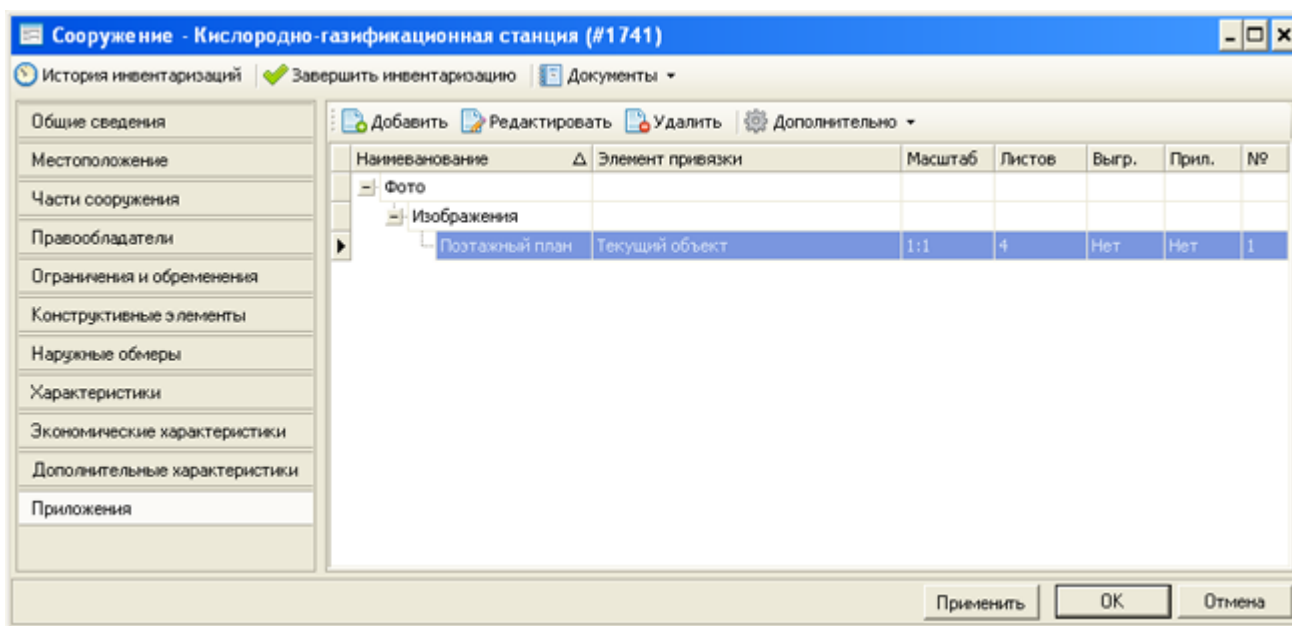 Сооружение - Кислородно-газификационная станция (#1741)
История инвентаризаций Завершить инвентаризацию Документы
Общие сведения
Местоположение
Части сооружения
Правообладатели
Ограничения и обременения
Конструктивные элементы
Наружные обмеры
Характеристики
Экономические характеристики
Дополнительные характеристики
Приложения
Добавить Редактировать Удалить Дополнительно
Наимеванование Элемент привязки Масштаб Листов Выгр. Прил. №
Фото
Изображения
Поэтажный план Текущий объект 1:1 4 Нет Нет 1
Применить ОК Отмена